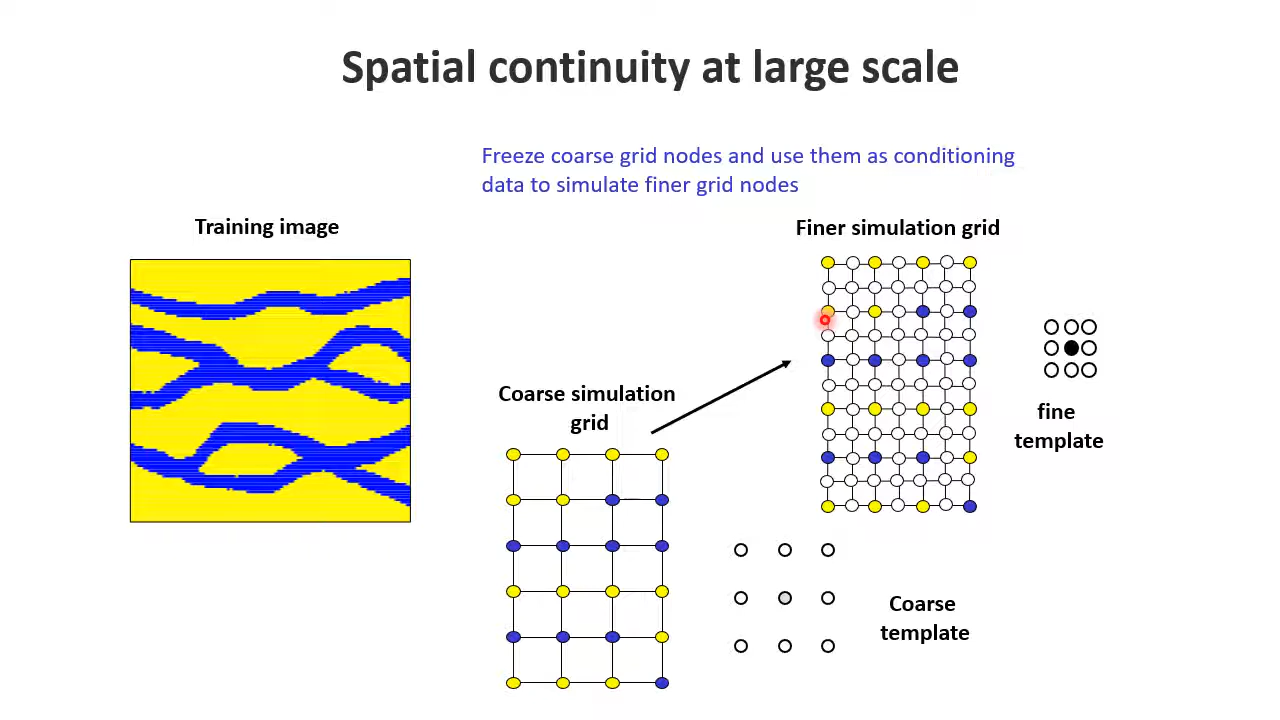 Spatial continuity at large scale
Freeze coarse grid nodes and use them as conditioning
data to simulate finer grid nodes
Training image
Finer simulation grid
Coarse simulation
grid
fine
template
Coarse
template